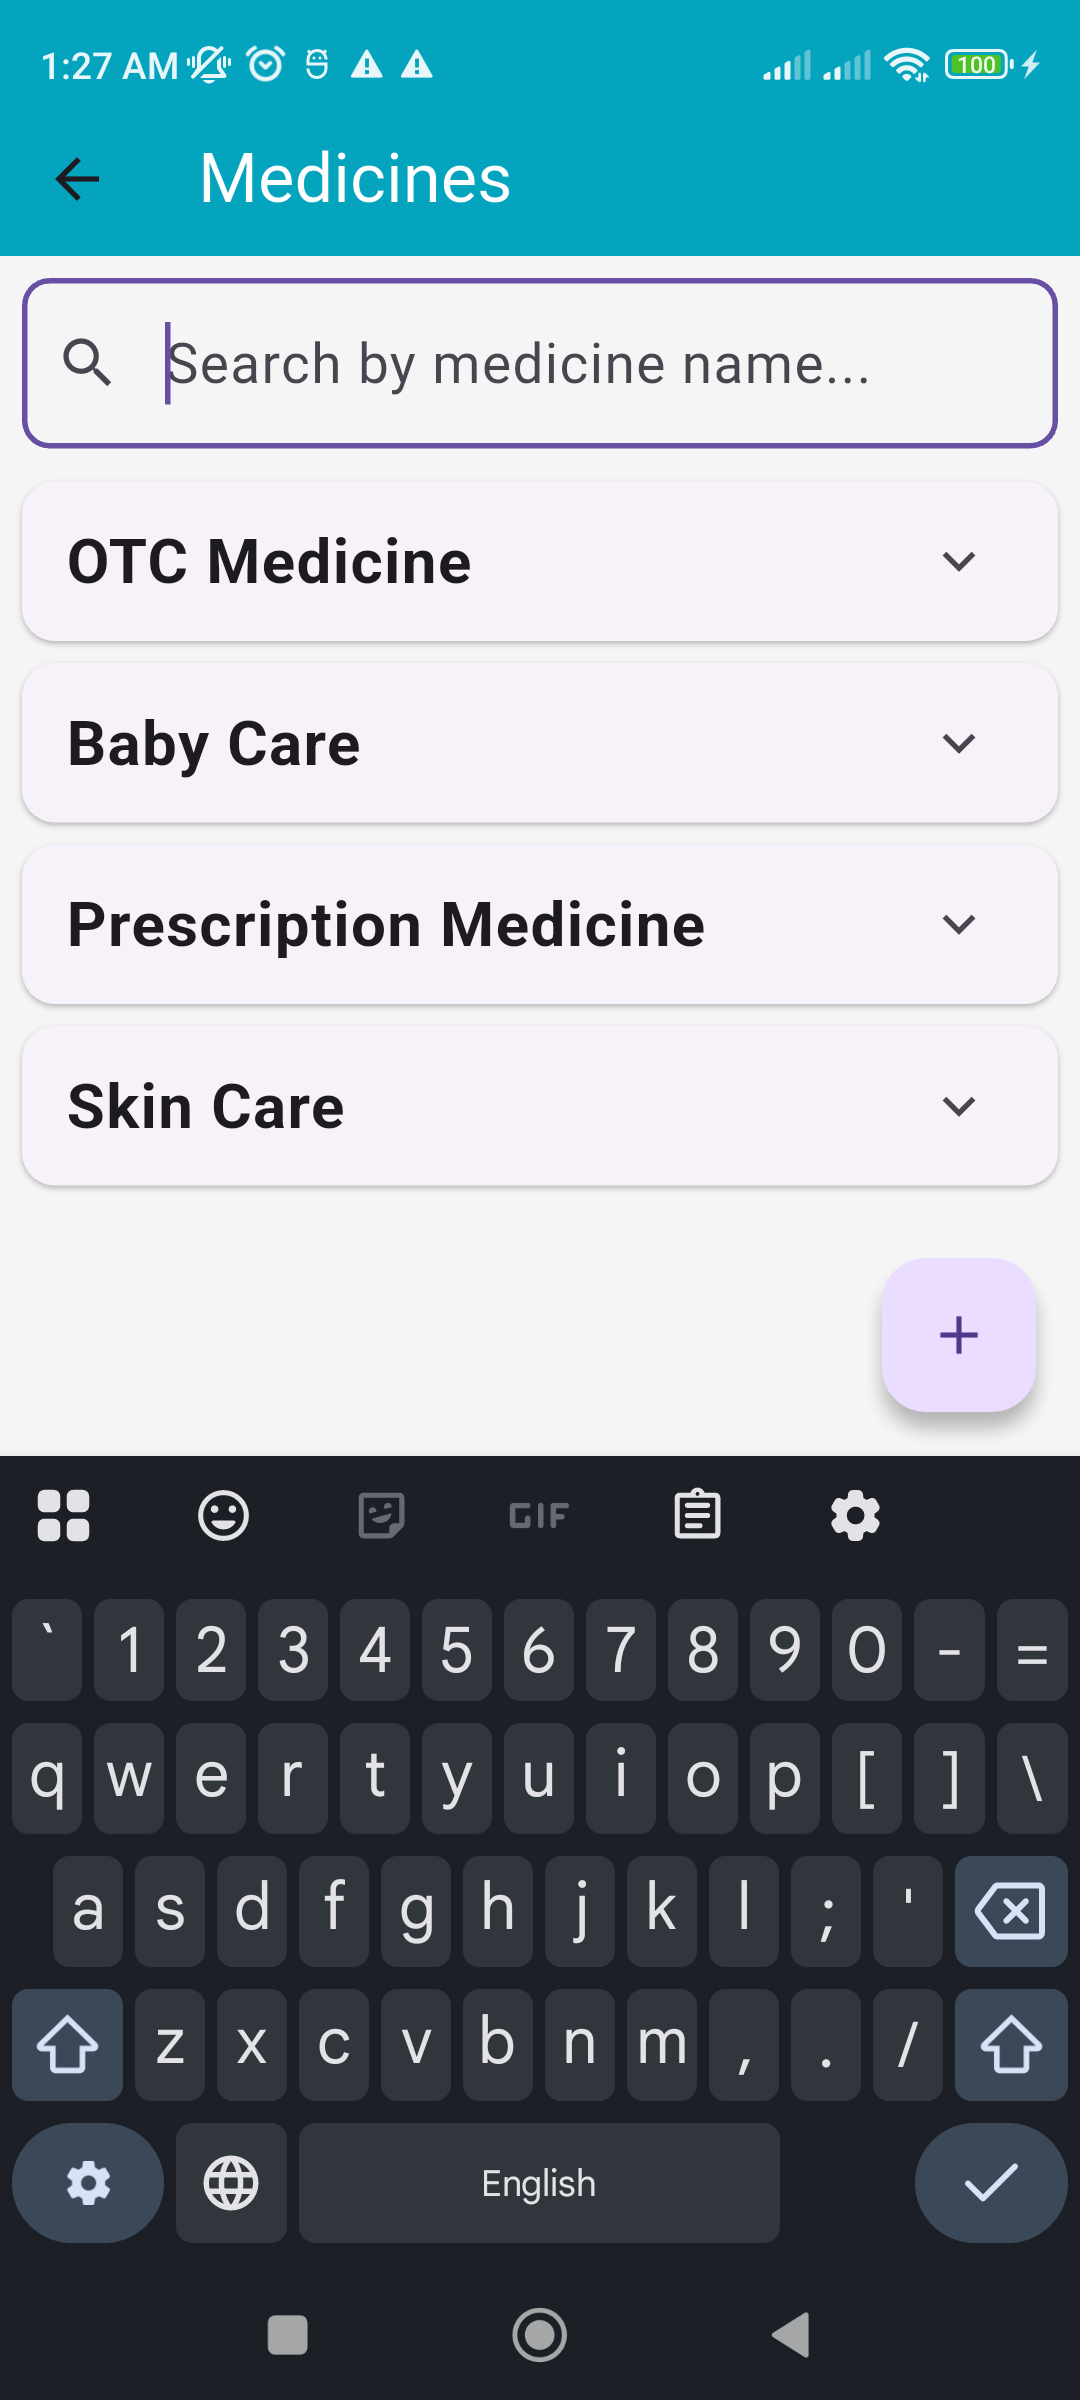 1:27 AM 100
Medicines
Search by medicine name...
OTC Medicine
Baby Care
Prescription Medicine
Skin Care
GIF
` 1 2 3 4 5 6 7 8 9 0 - =
q w e r t y u i o p [ ] \
a s d f g h j k l ; '
z x c v b n m , . /
English